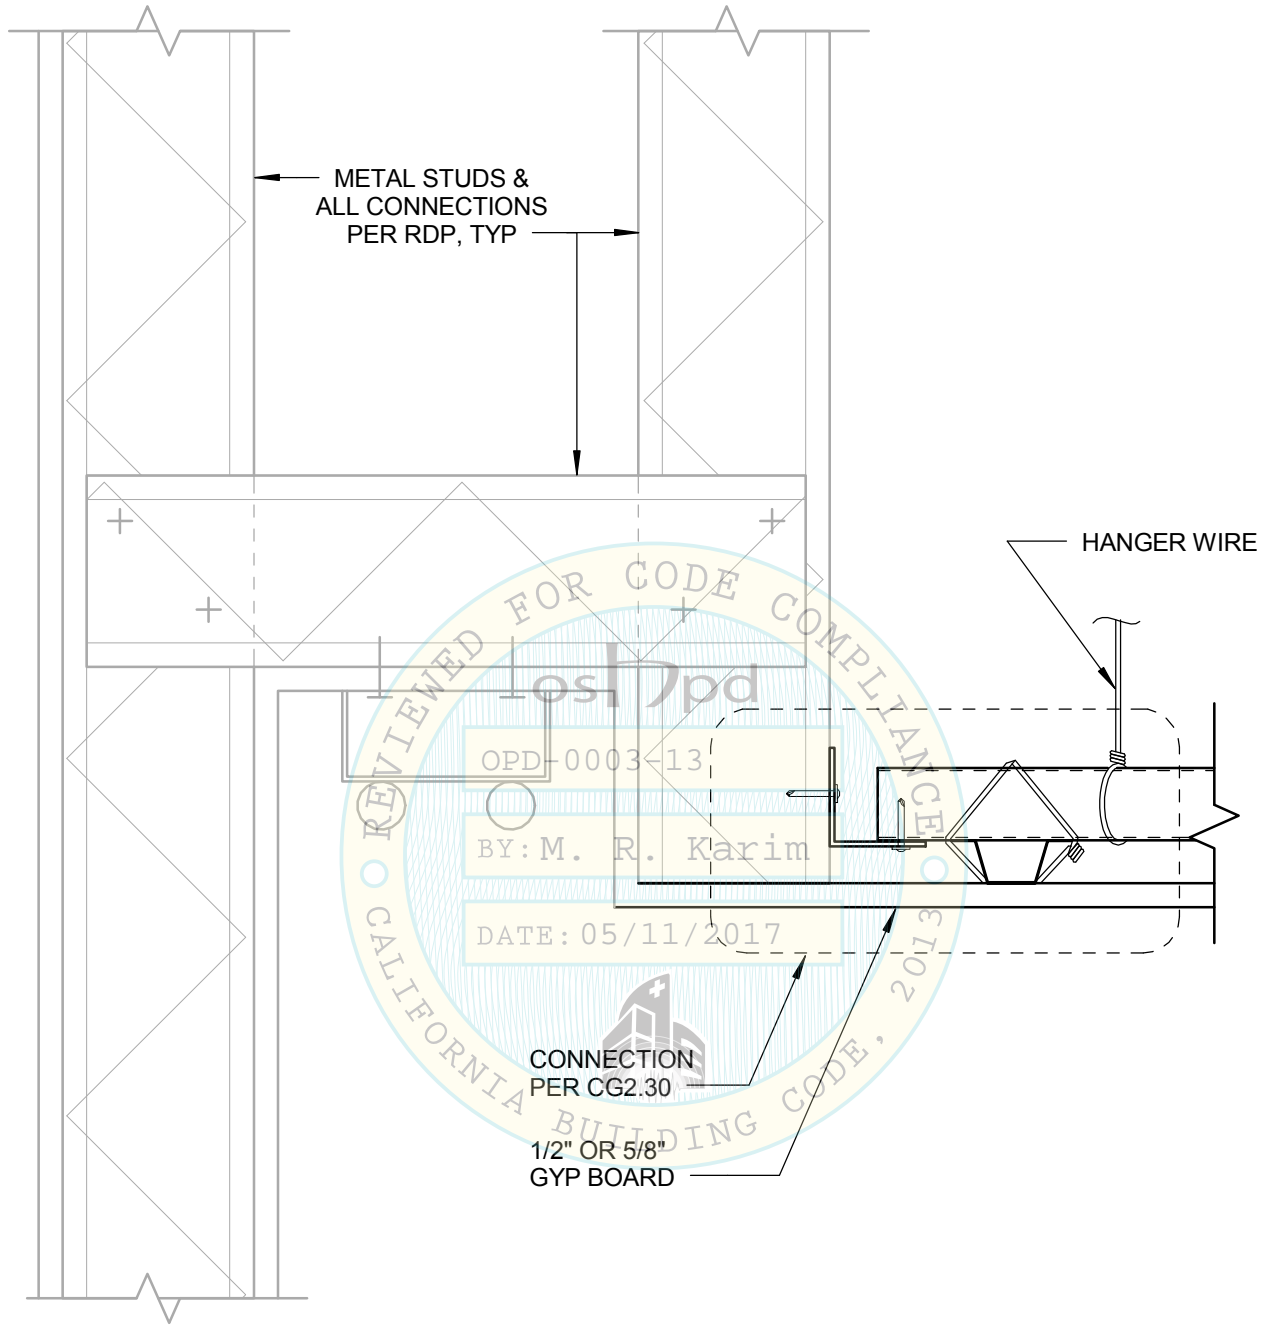 METAL STUDS &
ALL CONNECTIONS
PER RDP, TYP
HANGER WIRE
REVIEWED FOR CODE COMPLIANCE
oshpd
OPD-0003-13
BY: M. R. Karim
DATE: 05/11/2017
CALIFORNIA BUILDING CODE, 2013
CONNECTION
PER CG2.30
1/2" OR 5/8"
GYP BOARD